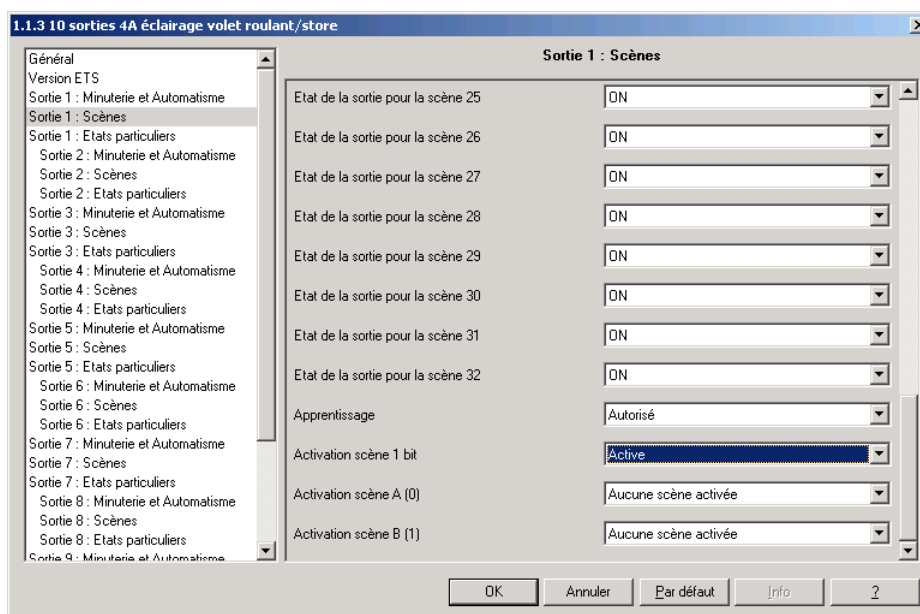 1.1.3 10 sorties 4A éclairage volet roulant/store
Général
Version ETS
Sortie 1 : Minuterie et Automatisme
Sortie 1 : Scènes
Sortie 1 : Etats particuliers
Sortie 2 : Minuterie et Automatisme
Sortie 2 : Scènes
Sortie 2 : Etats particuliers
Sortie 3 : Minuterie et Automatisme
Sortie 3 : Scènes
Sortie 3 : Etats particuliers
Sortie 4 : Minuterie et Automatisme
Sortie 4 : Scènes
Sortie 4 : Etats particuliers
Sortie 5 : Minuterie et Automatisme
Sortie 5 : Scènes
Sortie 5 : Etats particuliers
Sortie 6 : Minuterie et Automatisme
Sortie 6 : Scènes
Sortie 6 : Etats particuliers
Sortie 7 : Minuterie et Automatisme
Sortie 7 : Scènes
Sortie 7 : Etats particuliers
Sortie 8 : Minuterie et Automatisme
Sortie 8 : Scènes
Sortie 8 : Etats particuliers
Sortie 9 : Minuterie et Automatisme
Sortie 1 : Scènes
Etat de la sortie pour la scène 25 ON
Etat de la sortie pour la scène 26 ON
Etat de la sortie pour la scène 27 ON
Etat de la sortie pour la scène 28 ON
Etat de la sortie pour la scène 29 ON
Etat de la sortie pour la scène 30 ON
Etat de la sortie pour la scène 31 ON
Etat de la sortie pour la scène 32 ON
Apprentissage Autorisé
Activation scène 1 bit Active
Activation scène A (0) Aucune scène activée
Activation scène B (1) Aucune scène activée
OK Annuler Par défaut Info ?